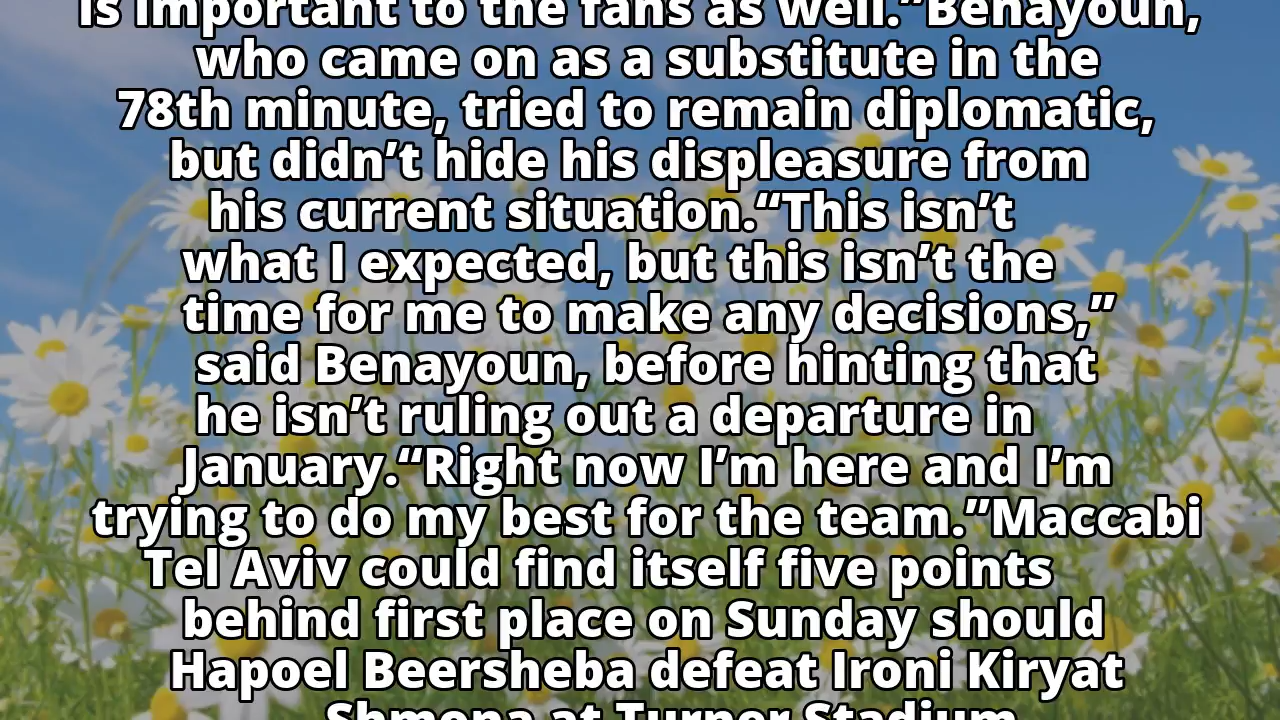 is important to the fans as well.”Benayoun,
who came on as a substitute in the
78th minute, tried to remain diplomatic,
but didn’t hide his displeasure from
his current situation.“This isn’t
what I expected, but this isn’t the
time for me to make any decisions,”
said Benayoun, before hinting that
he isn’t ruling out a departure in
January.“Right now I’m here and I’m
trying to do my best for the team.”Maccabi
Tel Aviv could find itself five points
behind first place on Sunday should
Hapoel Beersheba defeat Ironi Kiryat
Shmona at Turner Stadium